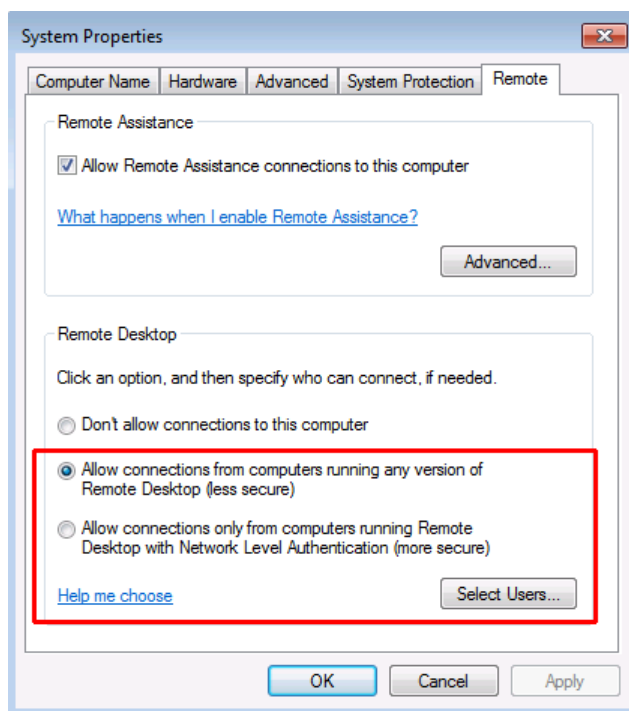 System Properties
Computer Name Hardware Advanced System Protection Remote
Remote Assistance
Allow Remote Assistance connections to this computer
What happens when I enable Remote Assistance?
Advanced...
Remote Desktop
Click an option, and then specify who can connect, if needed.
Don't allow connections to this computer
Allow connections from computers running any version of
Remote Desktop (less secure)
Allow connections only from computers running Remote
Desktop with Network Level Authentication (more secure)
Help me choose Select Users...
OK Cancel Apply